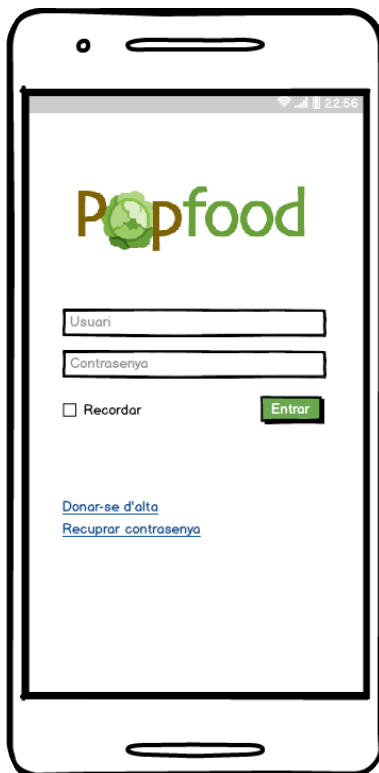 22:56
Popfood
Usuari
Contrasenya
Recordar
Entrar
Donar-se d'alta
Recuprar contrasenya